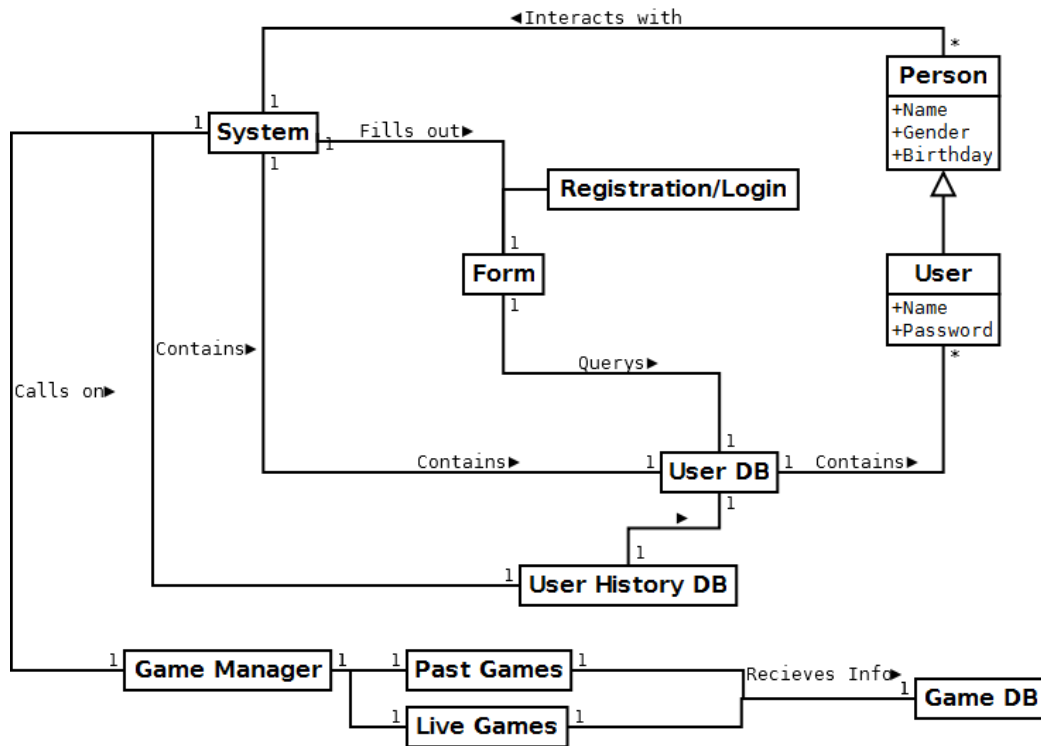 ◄Interacts with
*
Person
+Name
+Gender
+Birthday
1
1
System
1
Fills out►
1
Registration/Login
1
Form
1
User
+Name
+Password
*
Contains►
Calls on►
Querys►
1
Contains►
1
User DB
1
Contains►
1
►
1
1
User History DB
1
Game Manager
1
1
Past Games
1
Recieves Info►
1
Game DB
1
Live Games
1